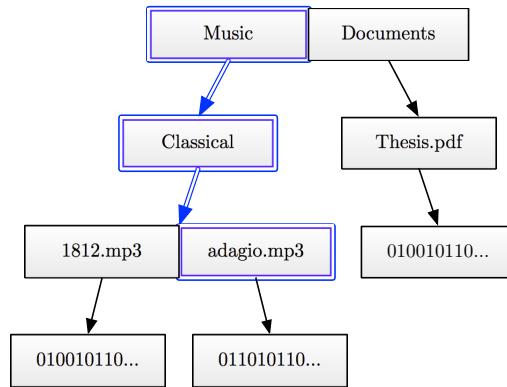 Music Documents
Classical Thesis.pdf
1812.mp3 adagio.mp3 010010110...
010010110... 011010110...